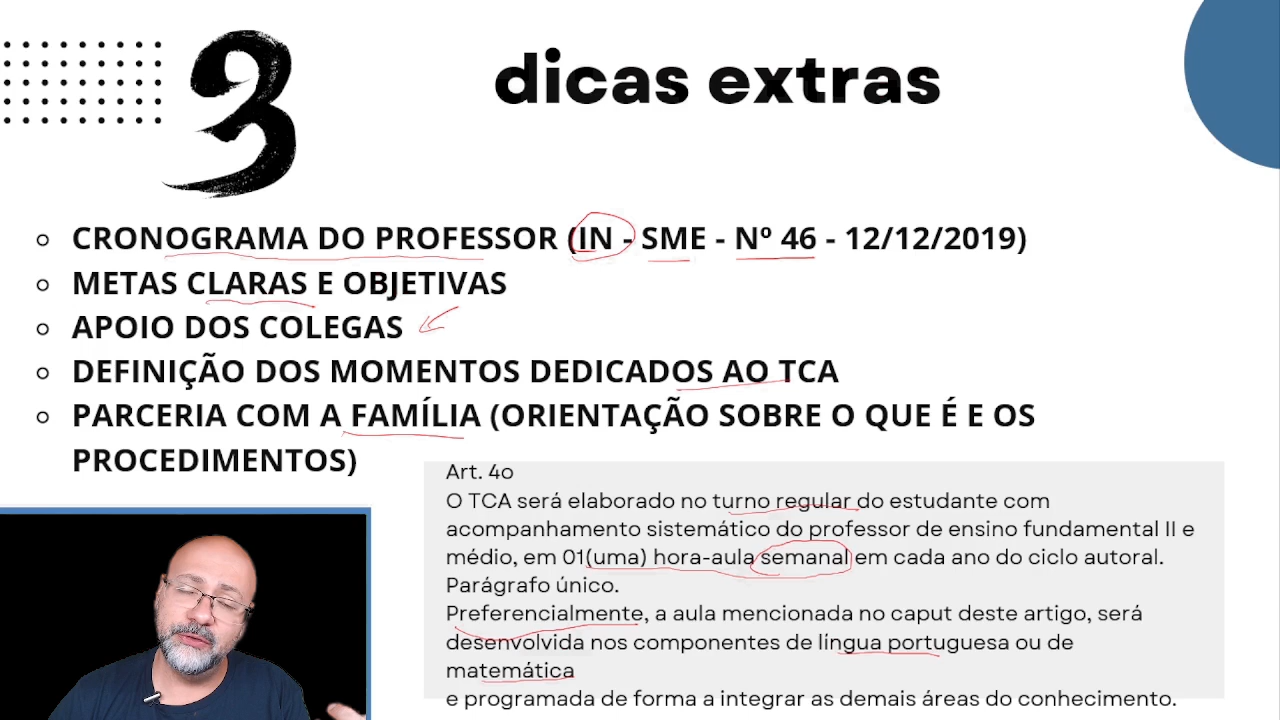 3
dicas extras
CRONOGRAMA DO PROFESSOR (IN - SME - Nº 46 - 12/12/2019)
METAS CLARAS E OBJETIVAS
APOIO DOS COLEGAS
DEFINIÇÃO DOS MOMENTOS DEDICADOS AO TCA
PARCERIA COM A FAMÍLIA (ORIENTAÇÃO SOBRE O QUE É E OS
PROCEDIMENTOS)
Art. 4o
O TCA será elaborado no turno regular do estudante com
acompanhamento sistemático do professor de ensino fundamental II e
médio, em 01(uma) hora-aula semanal em cada ano do ciclo autoral.
Parágrafo único.
Preferencialmente, a aula mencionada no caput deste artigo, será
desenvolvida nos componentes de língua portuguesa ou de
matemática
e programada de forma a integrar as demais áreas do conhecimento.